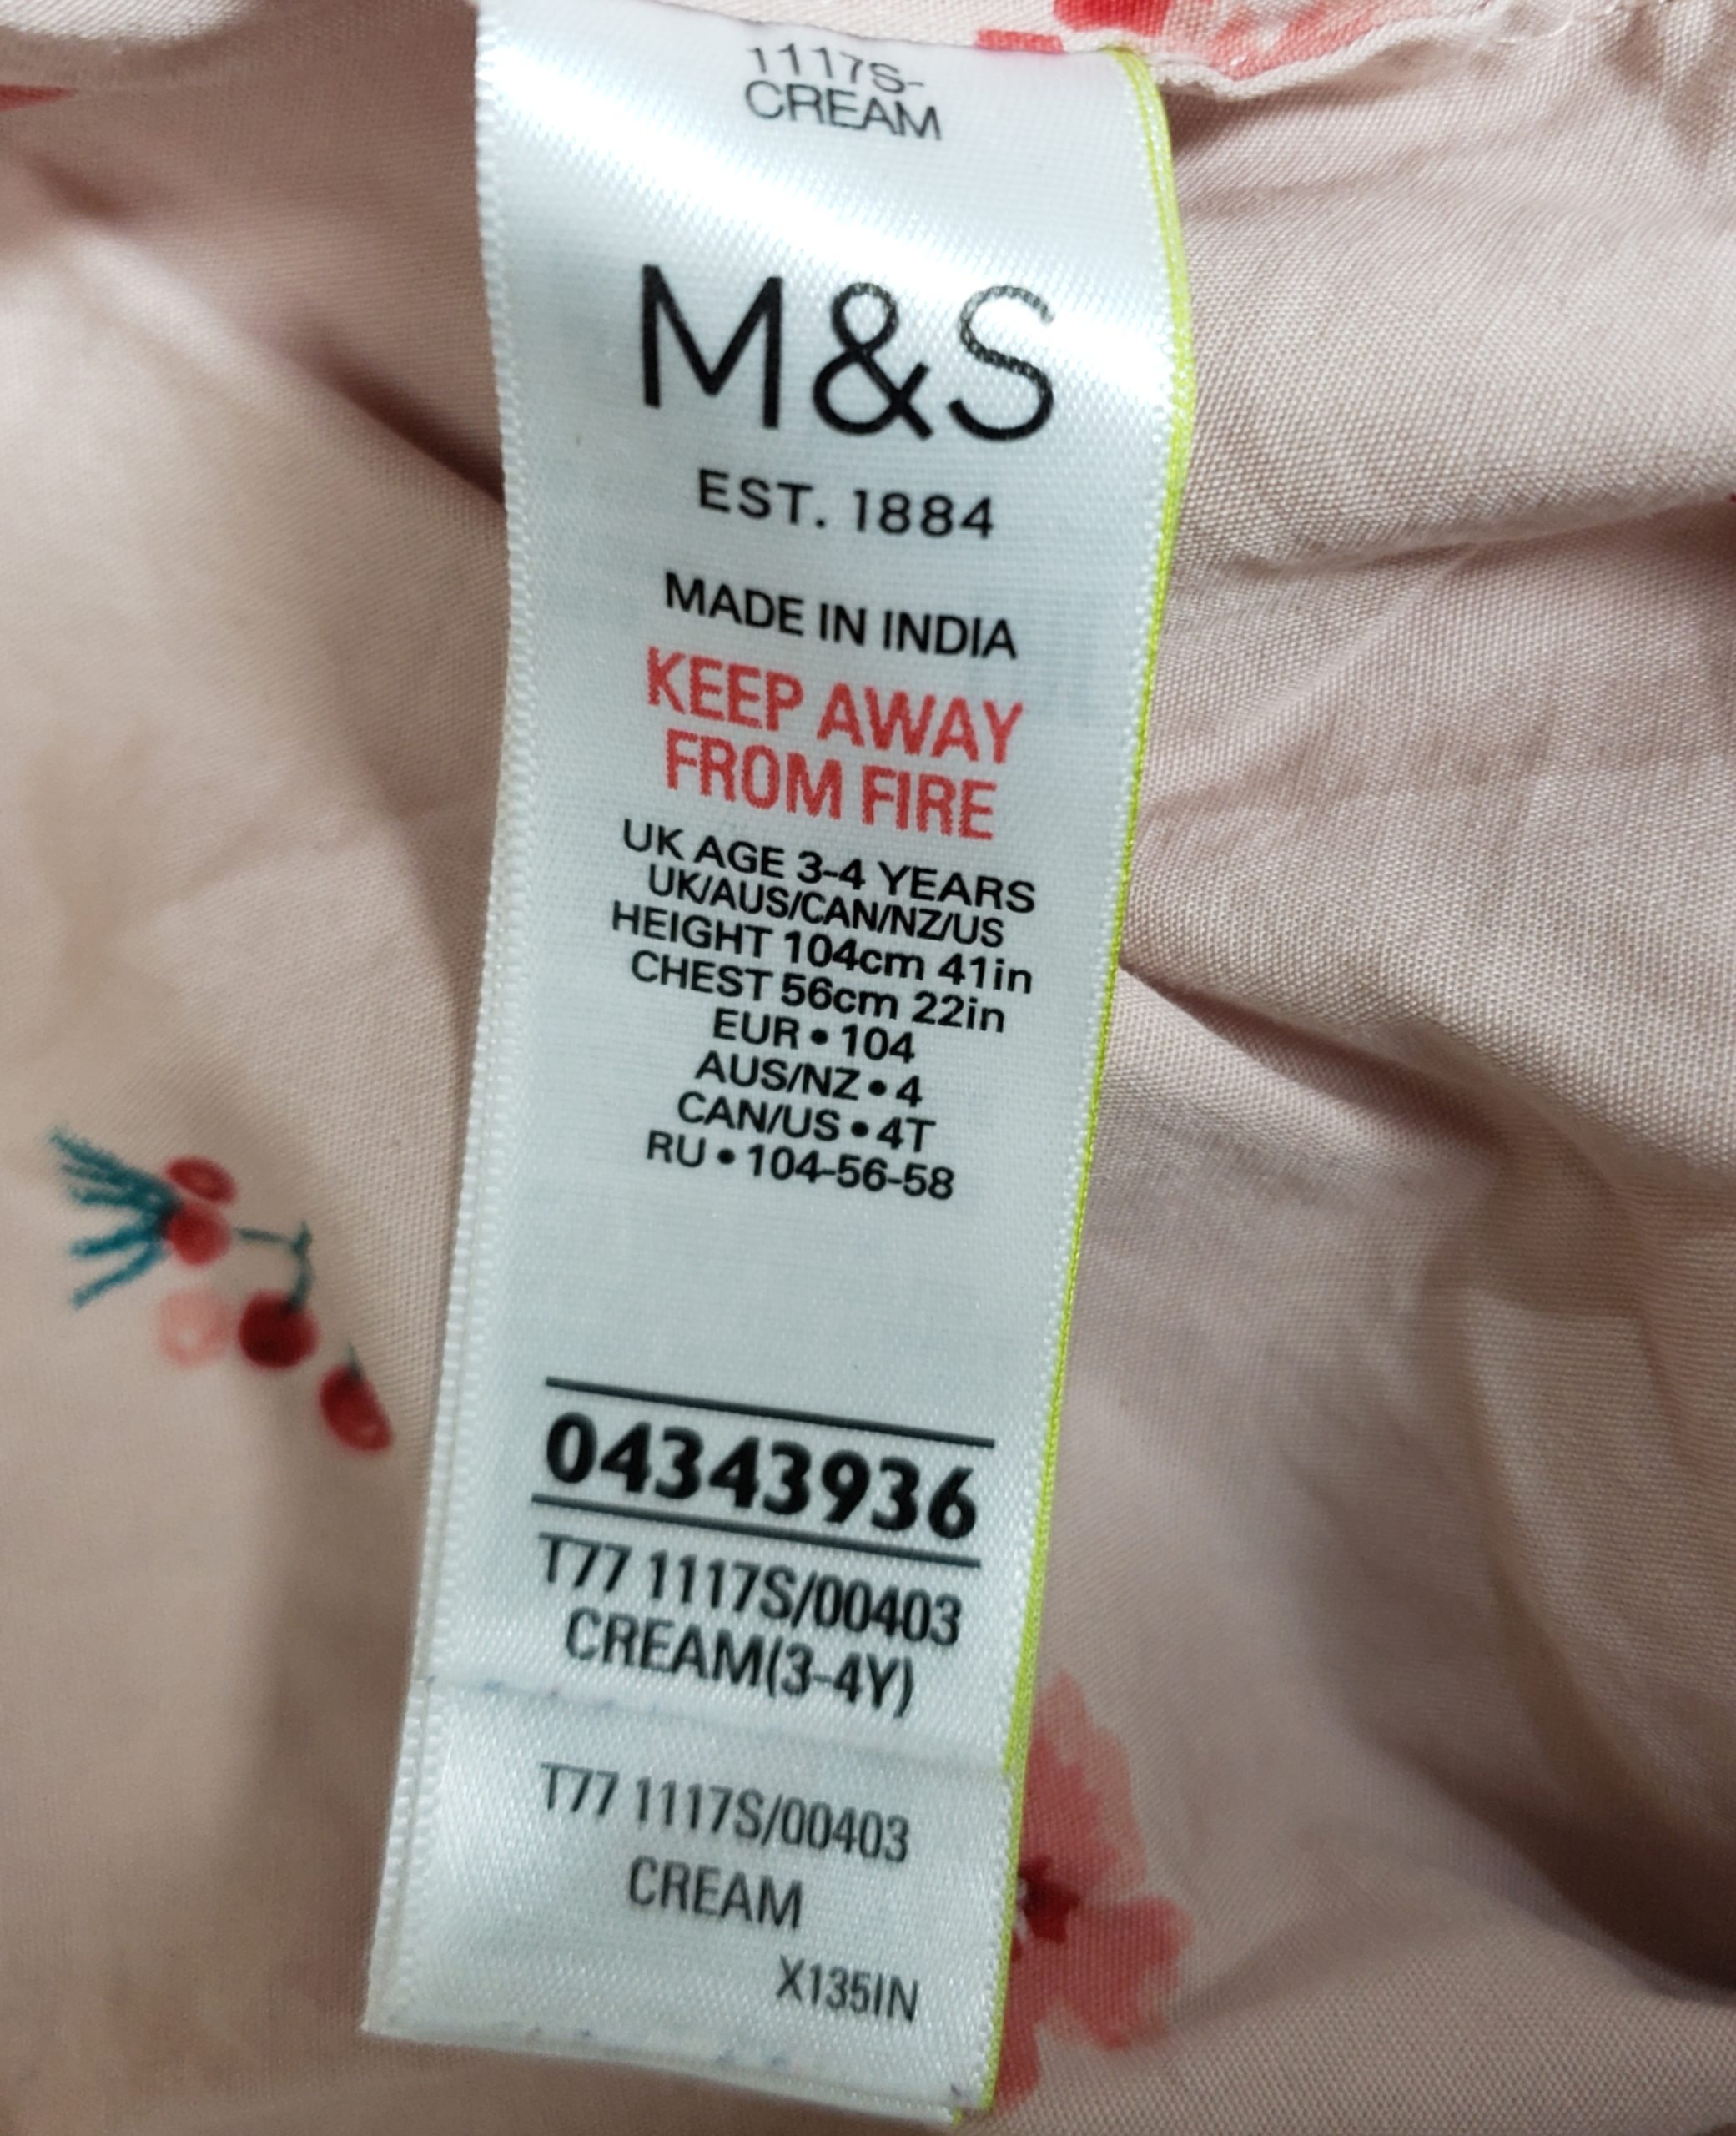 1117S-
CREAM
M&S
EST. 1884
MADE IN INDIA
KEEP AWAY
FROM FIRE
UK AGE 3-4 YEARS
UK/AUS/CAN/NZ/US
HEIGHT 104cm 41in
CHEST 56cm 22in
EUR • 104
AUS/NZ • 4
CAN/US • 4T
RU • 104-56-58
04343936
T77 1117S/00403
CREAM(3-4Y)
T77 1117S/00403
CREAM
X135IN